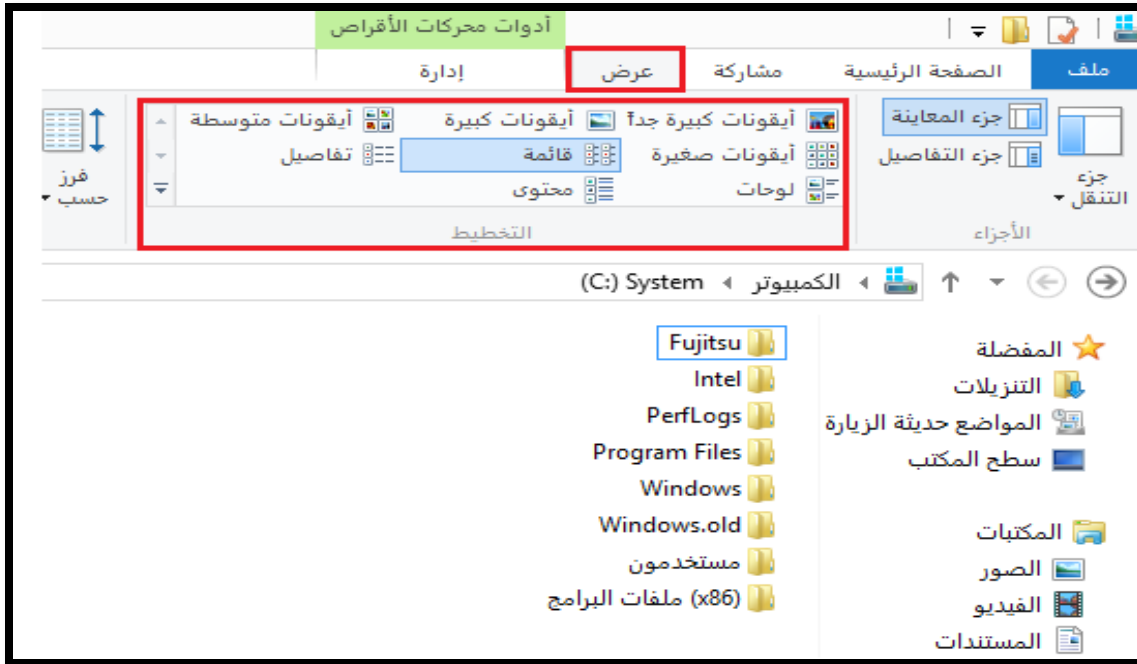 أدوات محركات الأقراص
ملف الصفحة الرئيسية مشاركة عرض إدارة
جزء التنقل
جزء المعاينة
جزء التفاصيل
الأجزاء
أيقونات كبيرة جداً أيقونات كبيرة أيقونات متوسطة
أيقونات صغيرة قائمة تفاصيل
لوحات محتوى
التخطيط
فرز
حسب
الكمبيوتر (C:) System
المفضلة
التنزيلات
المواضع حديثة الزيارة
سطح المكتب
المكتبات
الصور
الفيديو
المستندات
Fujitsu
Intel
PerfLogs
Program Files
Windows
Windows.old
مستخدمون
ملفات البرامج (x86)